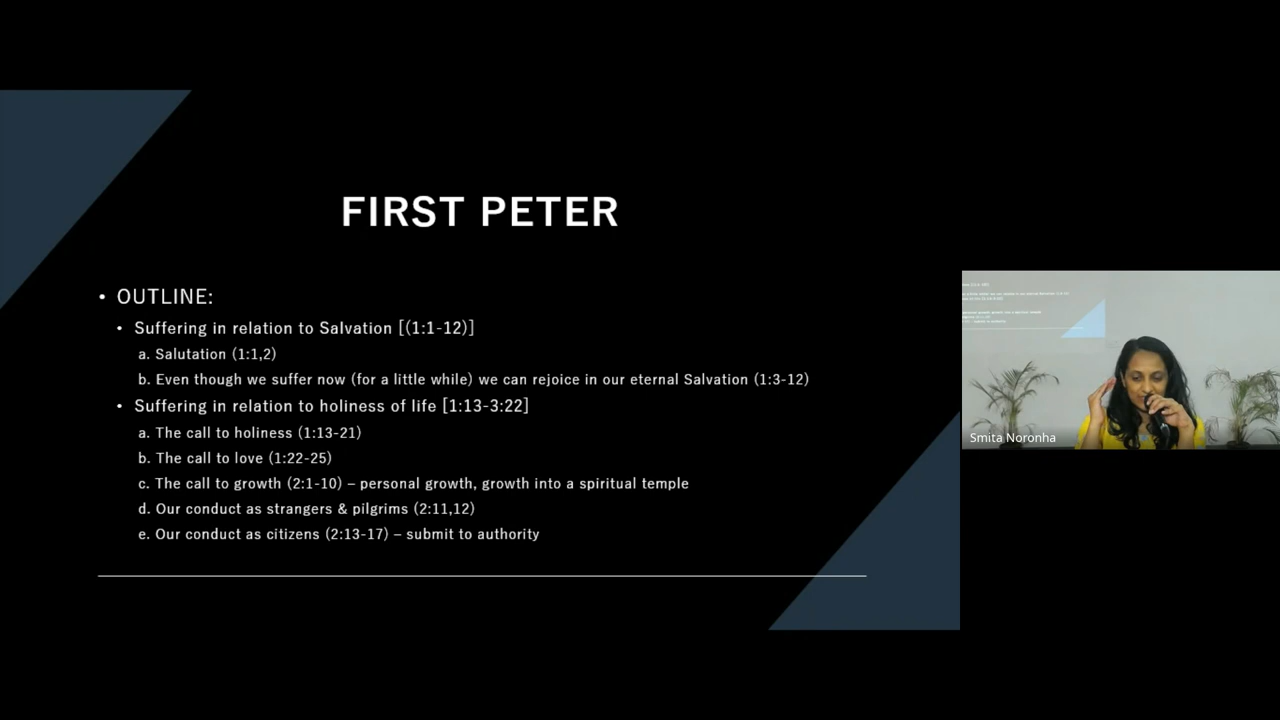 FIRST PETER
• OUTLINE:
• Suffering in relation to Salvation [(1:1-12)]
a. Salutation (1:1,2)
b. Even though we suffer now (for a little while) we can rejoice in our eternal Salvation (1:3-12)
• Suffering in relation to holiness of life [1:13-3:22]
a. The call to holiness (1:13-21)
b. The call to love (1:22-25)
c. The call to growth (2:1-10) – personal growth, growth into a spiritual temple
d. Our conduct as strangers & pilgrims (2:11,12)
e. Our conduct as citizens (2:13-17) – submit to authority
Smita Noronha